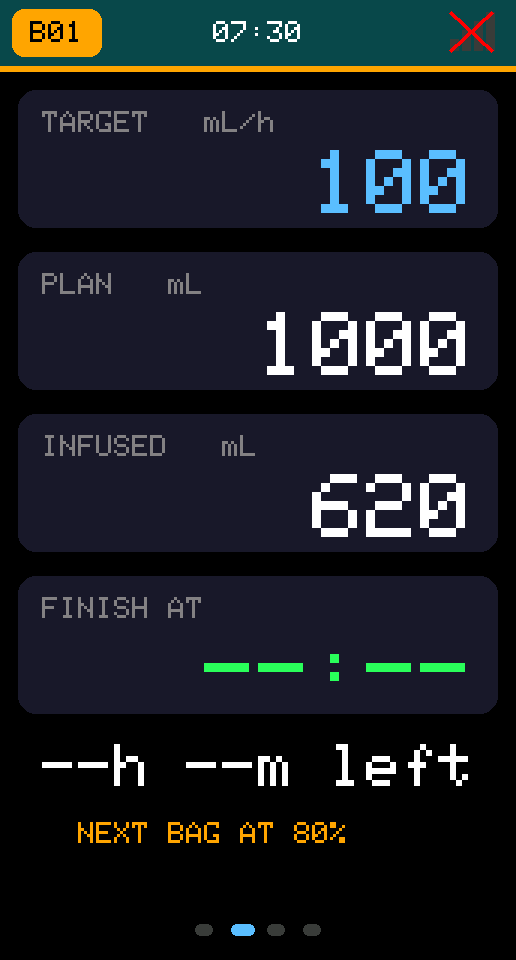 B01 07:30
TARGET mL/h
100
PLAN mL
1000
INFUSED mL
620
FINISH AT
--:--
--h --m left
NEXT BAG AT 80%